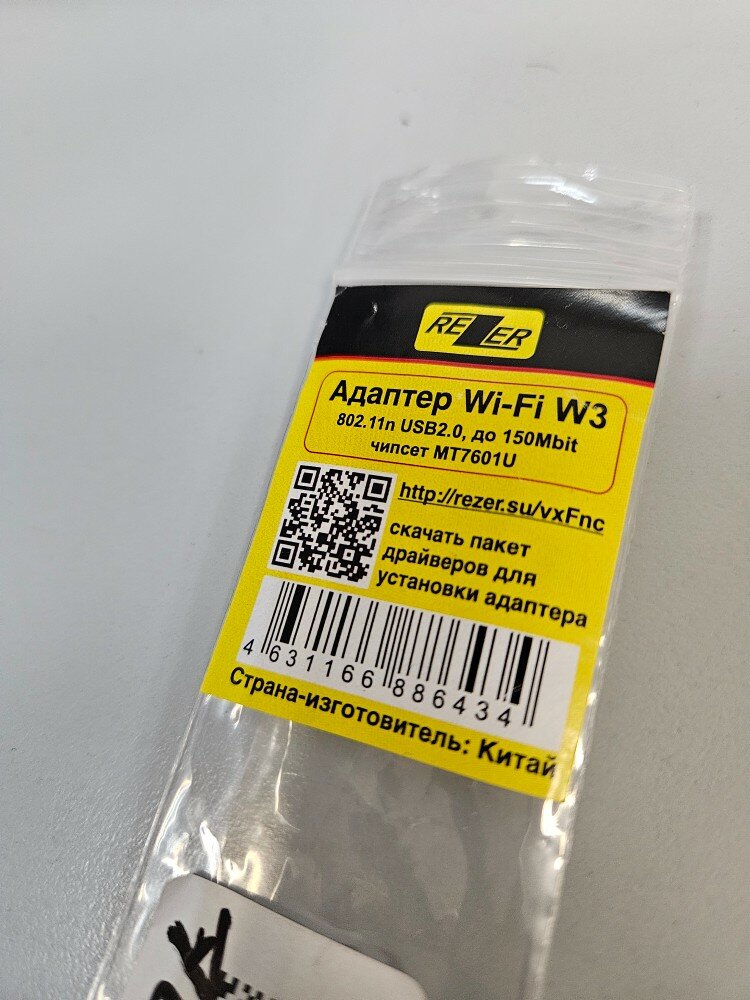 REZER
Адаптер Wi-Fi W3
802.11n USB2.0, до 150Mbit
чипсет MT7601U
http://rezer.su/vxFnc
скачать пакет
драйверов для
установки адаптера
4 631166 886434
Страна-изготовитель: Китай